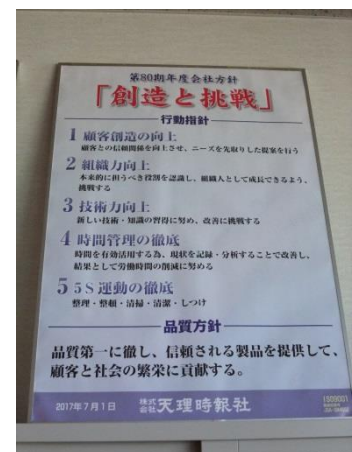 第80期年度会社方針
「創造と挑戦」
行動指針
1 顧客創造の向上
顧客との信頼関係を向上させ、ニーズを先取りした提案を行う
2 組織力向上
本来的に担うべき役割を認識し、組織人として成長できるよう、
挑戦する
3 技術力向上
新しい技術・知識の習得に努め、改善に挑戦する
4 時間管理の徹底
時間を有効活用する為、現状を記録・分析することで改善し、
結果として労働時間の削減に努める
5 5S運動の徹底
整理・整頓・清掃・清潔・しつけ
品質方針
品質第一に徹し、信頼される製品を提供して、
顧客と社会の繁栄に貢献する。
2017年7月1日 株式会社天理時報社
ISO9001